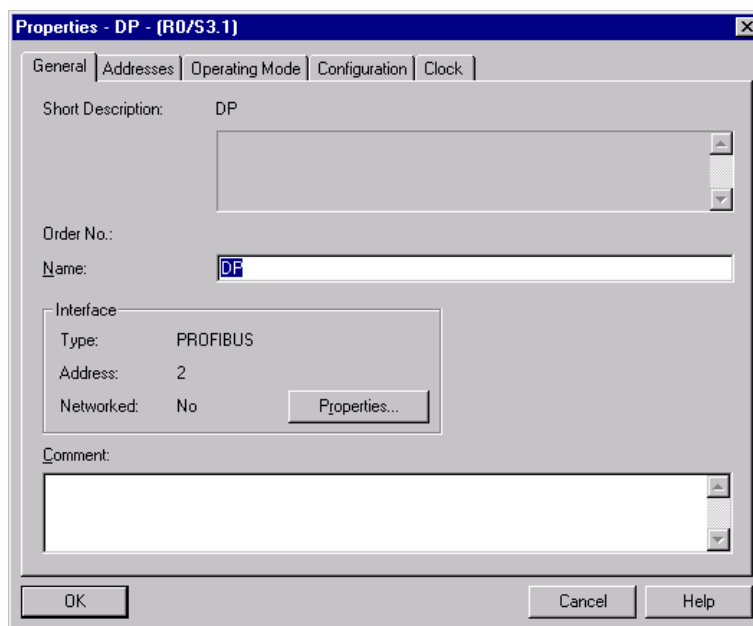 Properties - DP - (R0/S3.1)
General Addresses Operating Mode Configuration Clock
Short Description: DP
Order No.:
Name: DP
Interface
Type: PROFIBUS
Address: 2
Networked: No Properties...
Comment:
OK Cancel Help